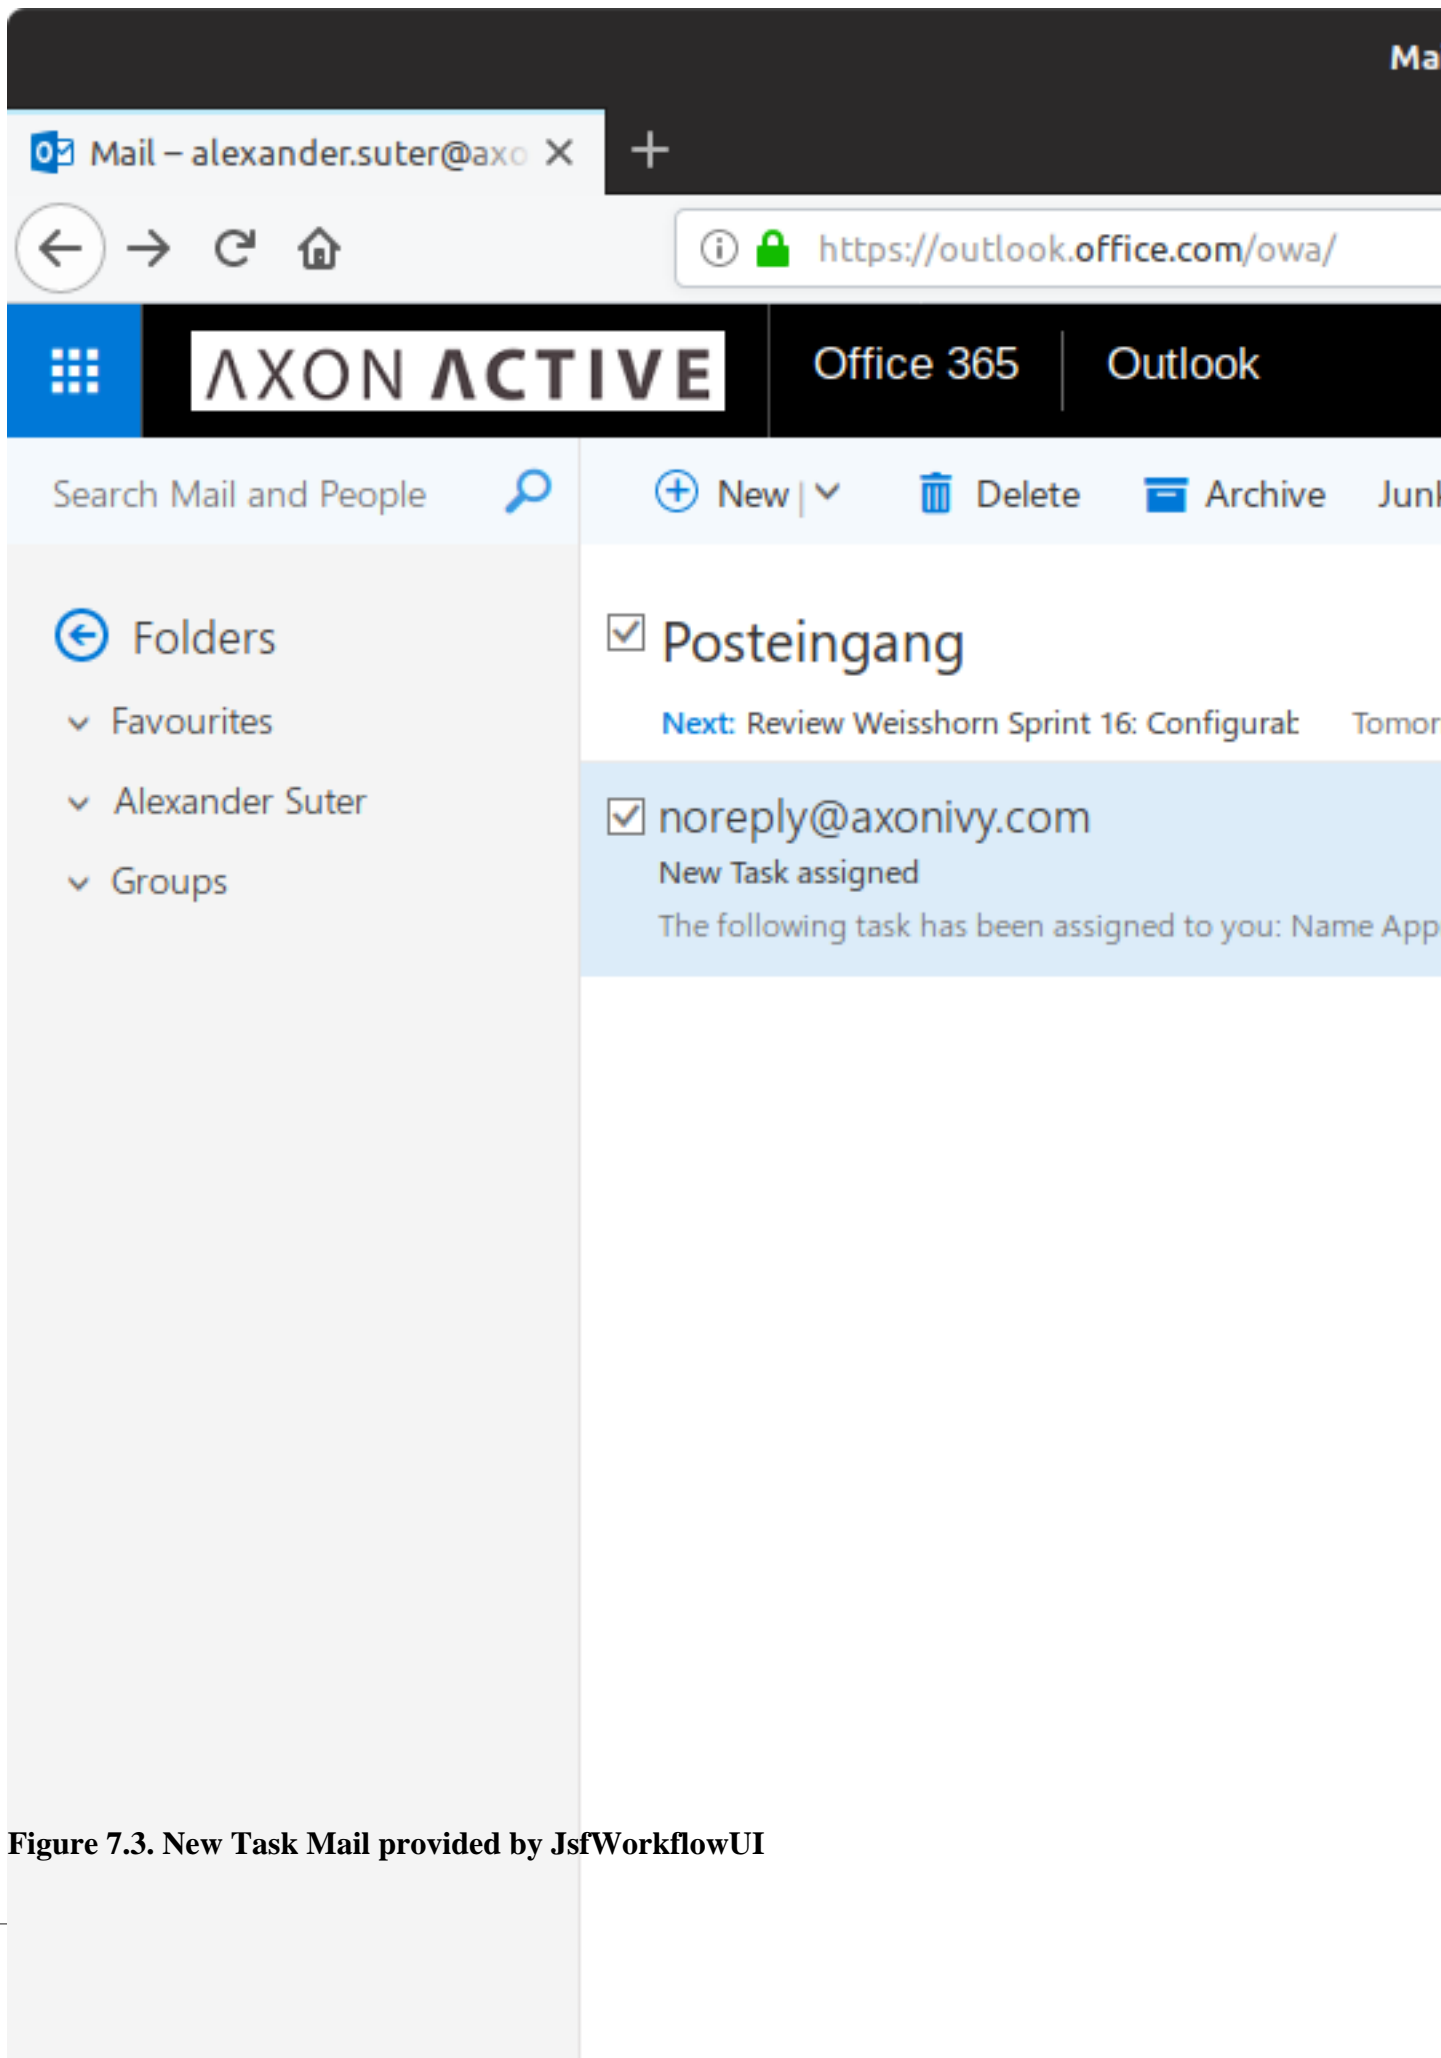 Ma
Mail – alexander.suter@axo
https://outlook.office.com/owa/
AXON ACTIVE
Office 365
Outlook
Search Mail and People
New
Delete
Archive
Junk
Folders
Posteingang
Favourites
Next: Review Weisshorn Sprint 16: Configurab
Tomor
Alexander Suter
noreply@axonivy.com
New Task assigned
Groups
The following task has been assigned to you: Name App
Figure 7.3. New Task Mail provided by JsfWorkflowUI